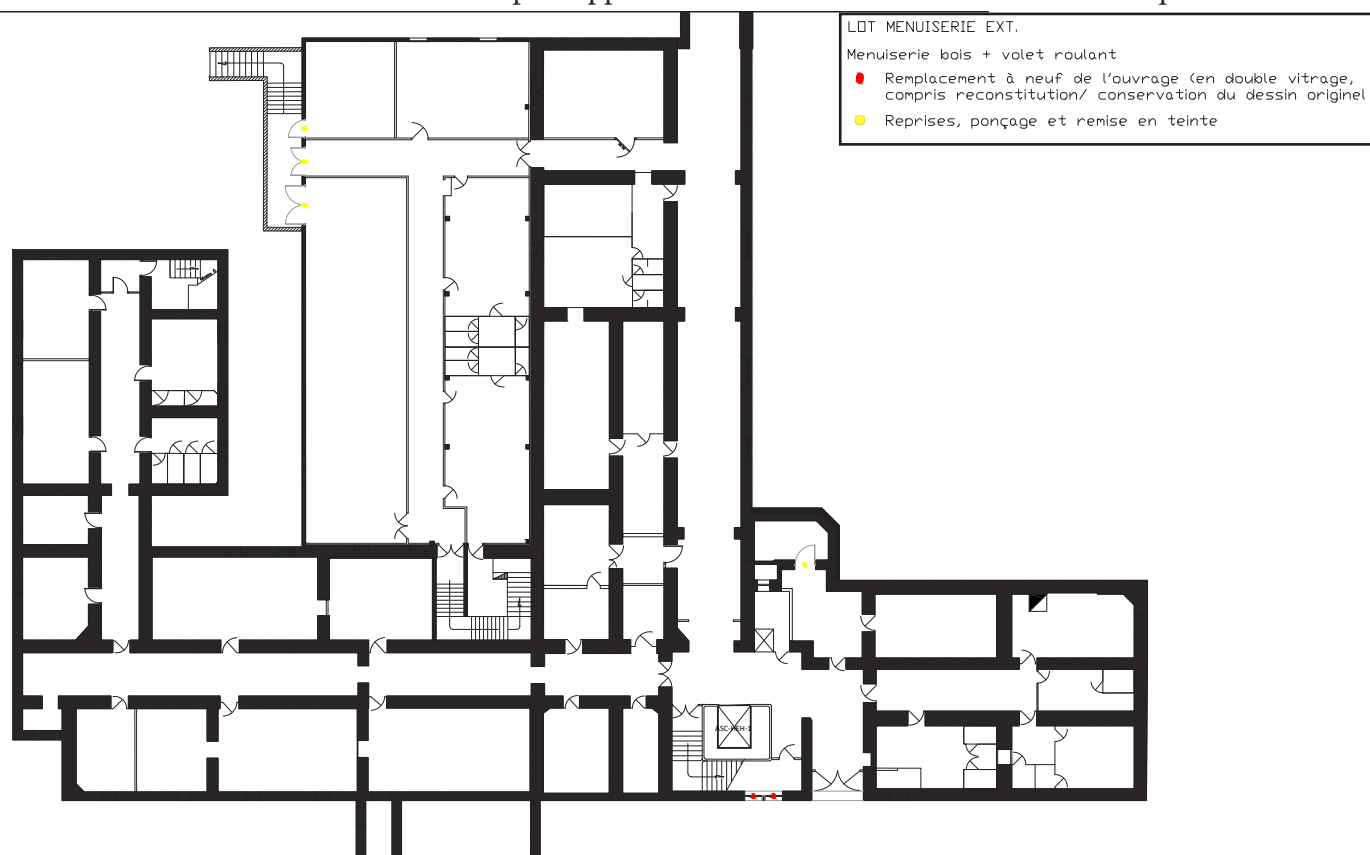 LOT MENUISERIE EXT.
Menuiserie bois + volet roulant
Remplacement à neuf de l'ouvrage (en double vitrage,
compris reconstitution/ conservation du dessin originel
Reprises, ponçage et remise en teinte
ASC-HEH-1